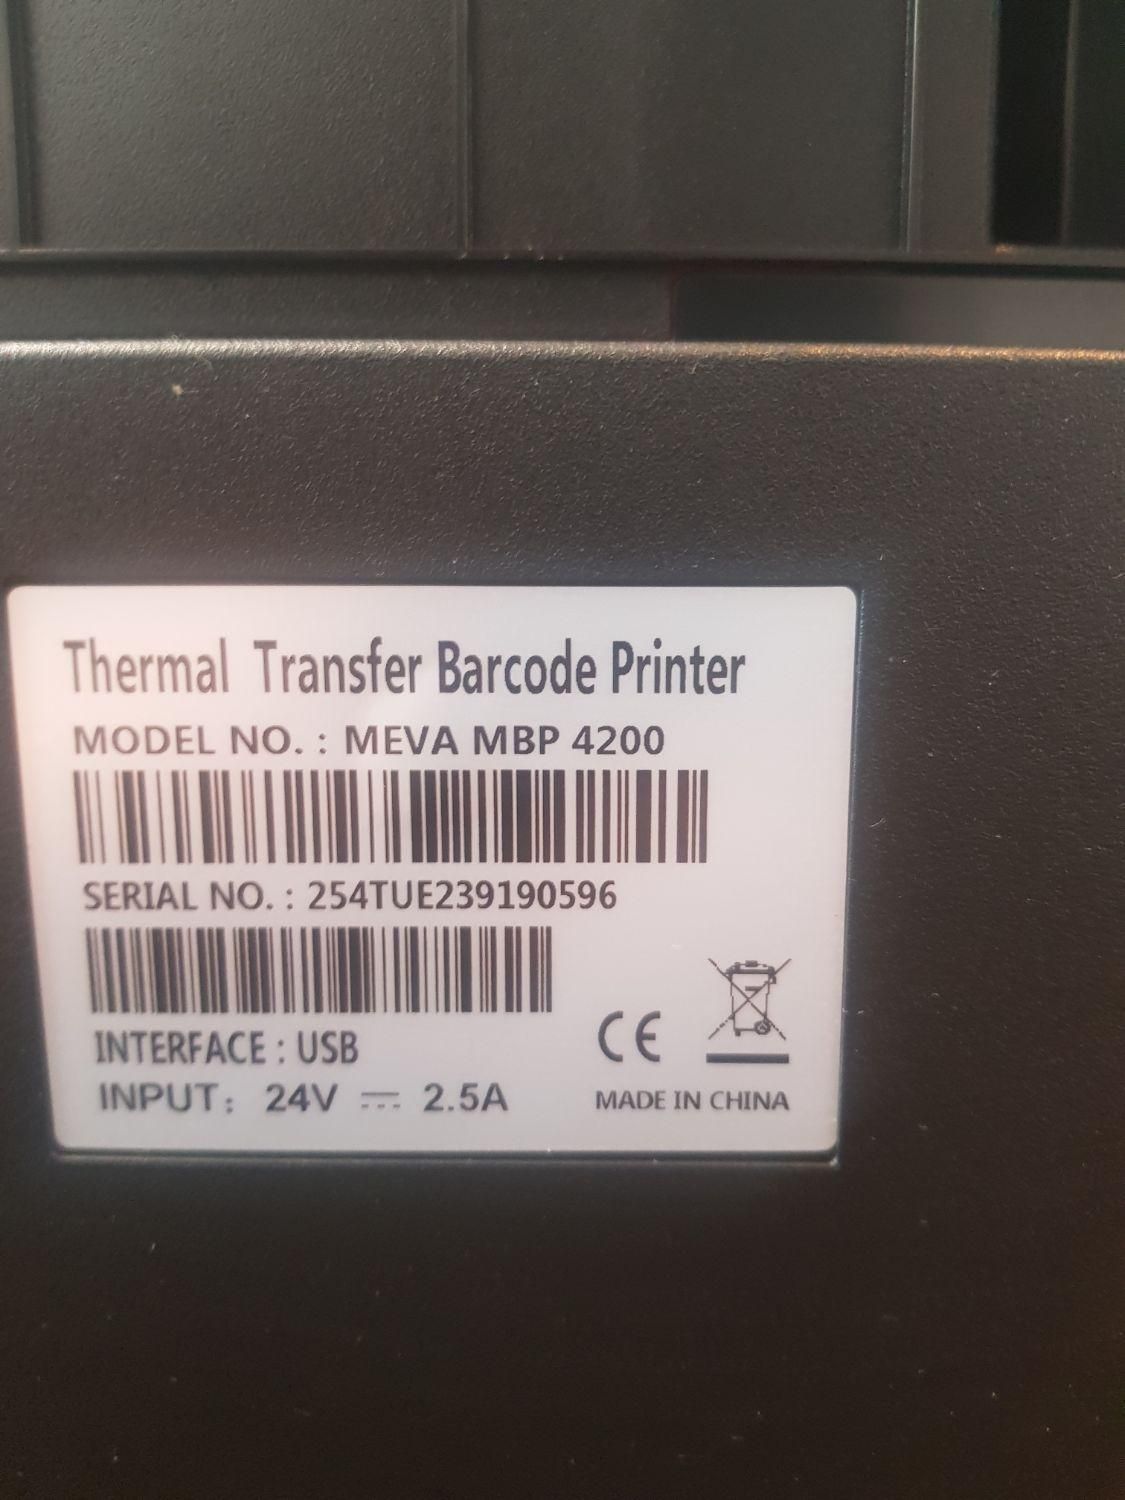 Thermal Transfer Barcode Printer
MODEL NO. : MEVA MBP 4200
SERIAL NO. : 254TUE239190596
INTERFACE : USB
INPUT: 24V ⎓ 2.5A
CE
MADE IN CHINA